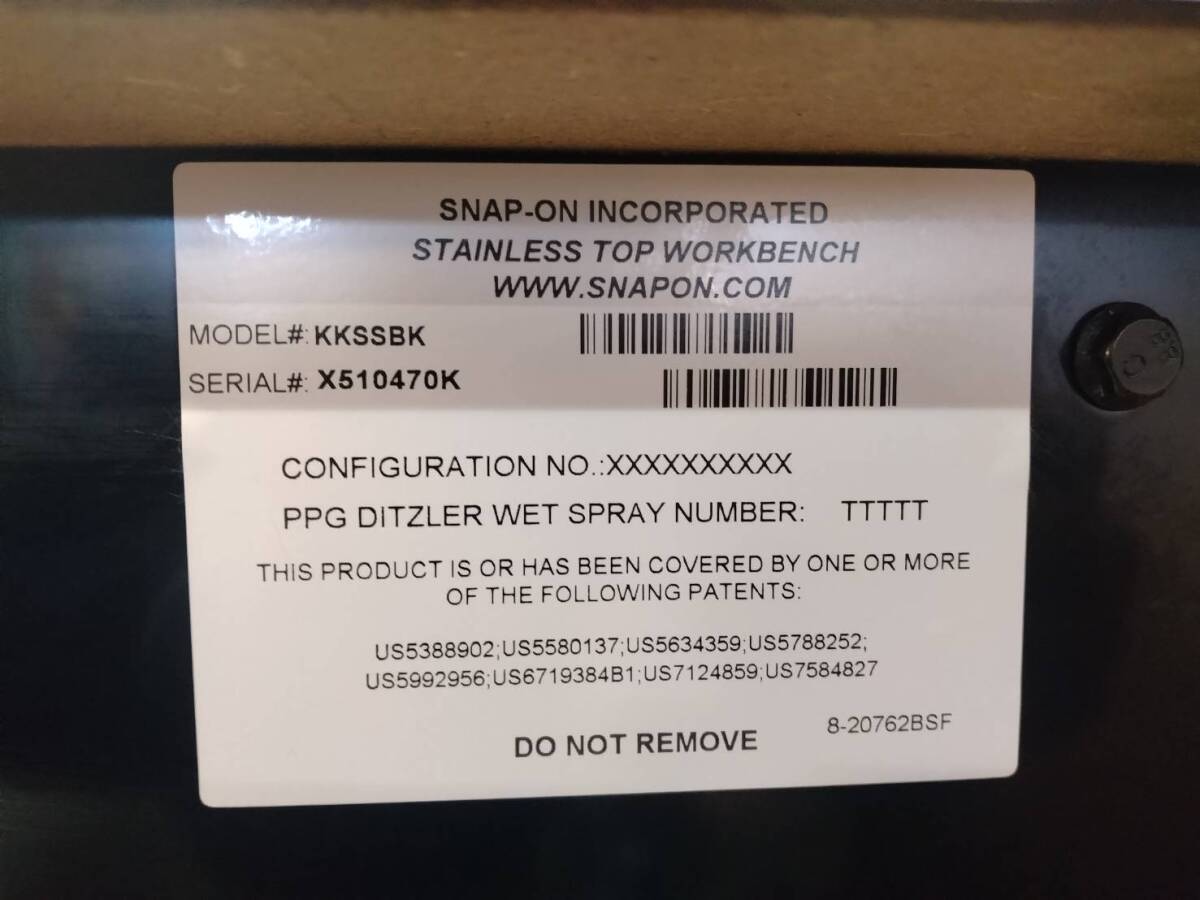 SNAP-ON INCORPORATED
STAINLESS TOP WORKBENCH
WWW.SNAPON.COM
MODEL#: KKSSBK
SERIAL#: X510470K
CONFIGURATION NO.:XXXXXXXXXX
PPG DITZLER WET SPRAY NUMBER: TTTTT
THIS PRODUCT IS OR HAS BEEN COVERED BY ONE OR MORE
OF THE FOLLOWING PATENTS:
US5388902;US5580137;US5634359;US5788252;
US5992956;US6719384B1;US7124859;US7584827
DO NOT REMOVE
8-20762BSF